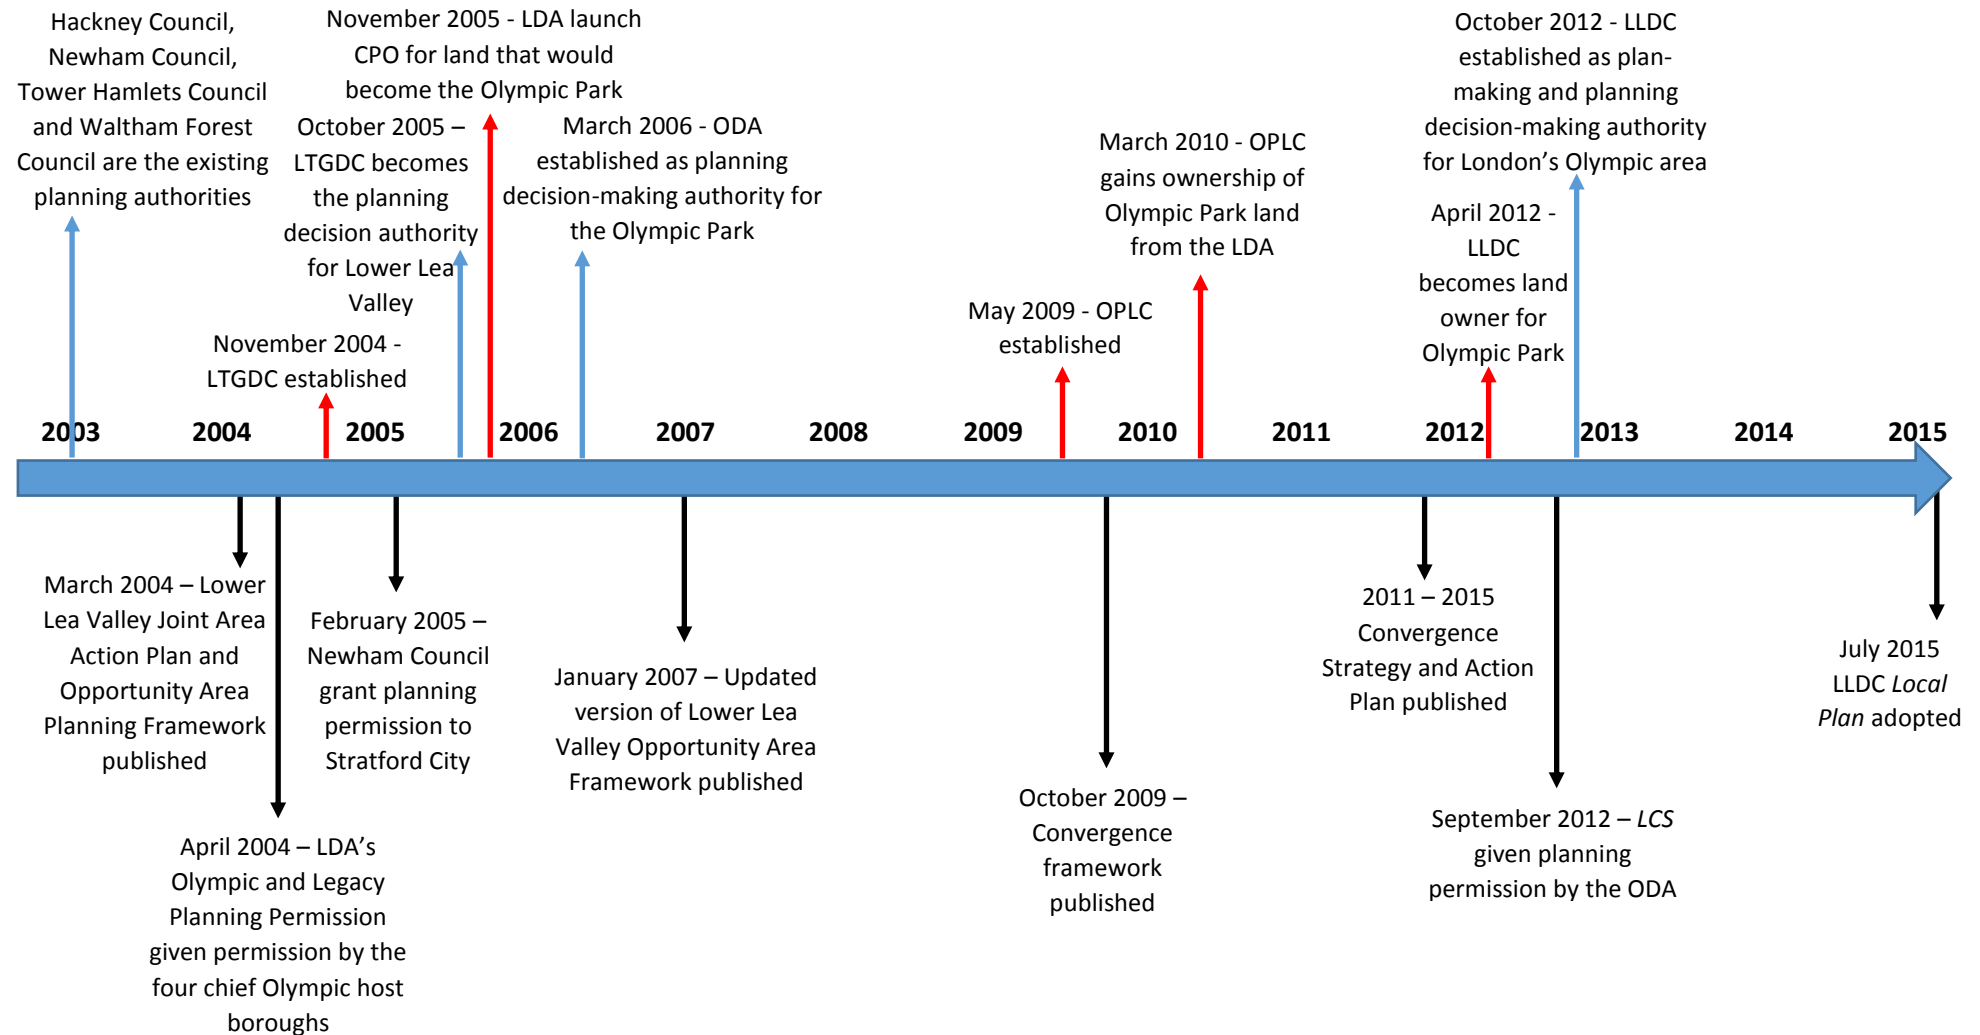 Hackney Council,
Newham Council,
Tower Hamlets Council
and Waltham Forest
Council are the existing
planning authorities
November 2005 - LDA launch
CPO for land that would
become the Olympic Park
October 2005 –
LTGDC becomes
the planning
decision authority
for Lower Lea
Valley
March 2006 - ODA
established as planning
decision-making authority for
the Olympic Park
November 2004 -
LTGDC established
May 2009 - OPLC
established
March 2010 - OPLC
gains ownership of
Olympic Park land
from the LDA
October 2012 - LLDC
established as plan-
making and planning
decision-making authority
for London's Olympic area
April 2012 -
LLDC
becomes land
owner for
Olympic Park
2003 2004 2005 2006 2007 2008 2009 2010 2011 2012 2013 2014 2015
March 2004 – Lower
Lea Valley Joint Area
Action Plan and
Opportunity Area
Planning Framework
published
April 2004 – LDA's
Olympic and Legacy
Planning Permission
given permission by the
four chief Olympic host
boroughs
February 2005 –
Newham Council
grant planning
permission to
Stratford City
January 2007 – Updated
version of Lower Lea
Valley Opportunity Area
Framework published
October 2009 –
Convergence
framework
published
2011 – 2015
Convergence
Strategy and Action
Plan published
September 2012 – LCS
given planning
permission by the ODA
July 2015
LLDC Local
Plan adopted